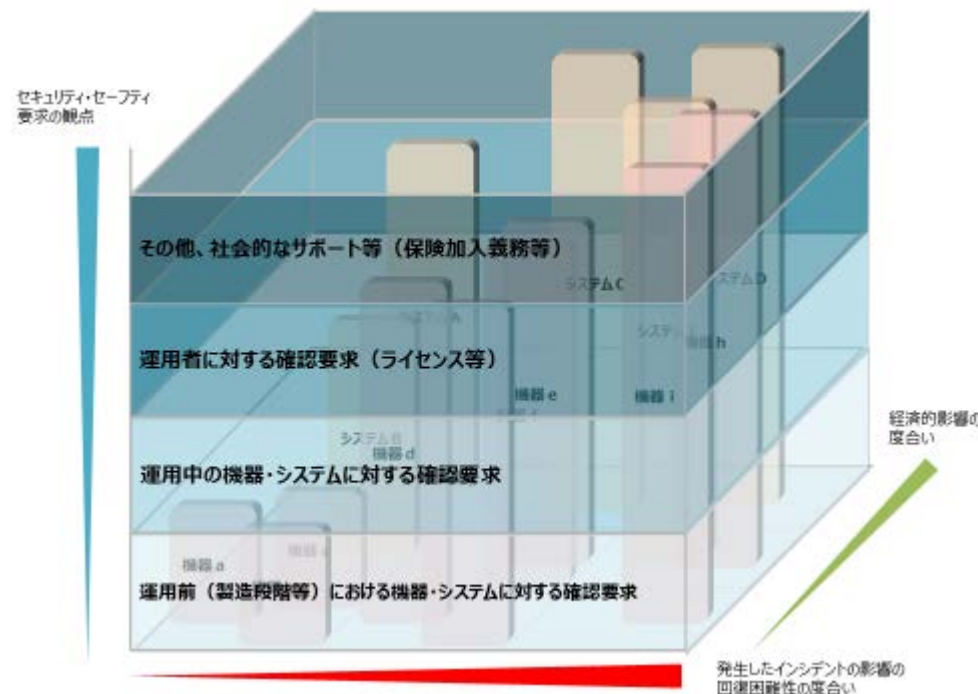 セキュリティ・セーフティ
要求の観点
その他、社会的なサポート等（保険加入義務等）
システムC
システムD
システムA
運用者に対する確認要求（ライセンス等）
機器h
機器e
機器i
システムB
機器d
経済的影響の
度合い
運用中の機器・システムに対する確認要求
機器a
運用前（製造段階等）における機器・システムに対する確認要求
発生したインシデントの影響の
回復困難性の度合い